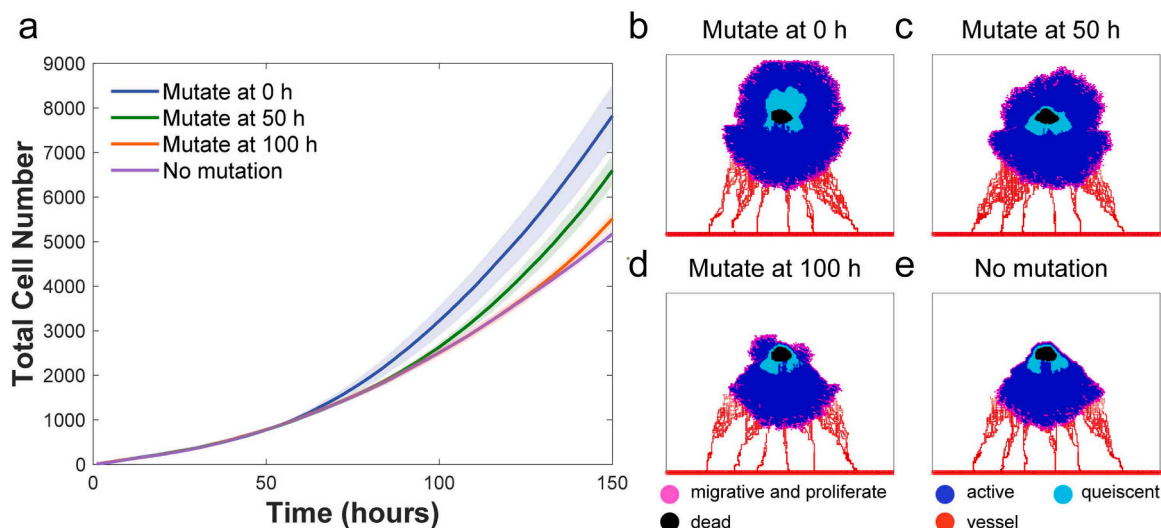 a
Total Cell Number
9000
8000
7000
6000
5000
4000
3000
2000
1000
0
Mutate at 0 h
Mutate at 50 h
Mutate at 100 h
No mutation
0 50 100 150
Time (hours)
b Mutate at 0 h
c Mutate at 50 h
d Mutate at 100 h
e No mutation
migrative and proliferate
dead
active
queiscent
vessel